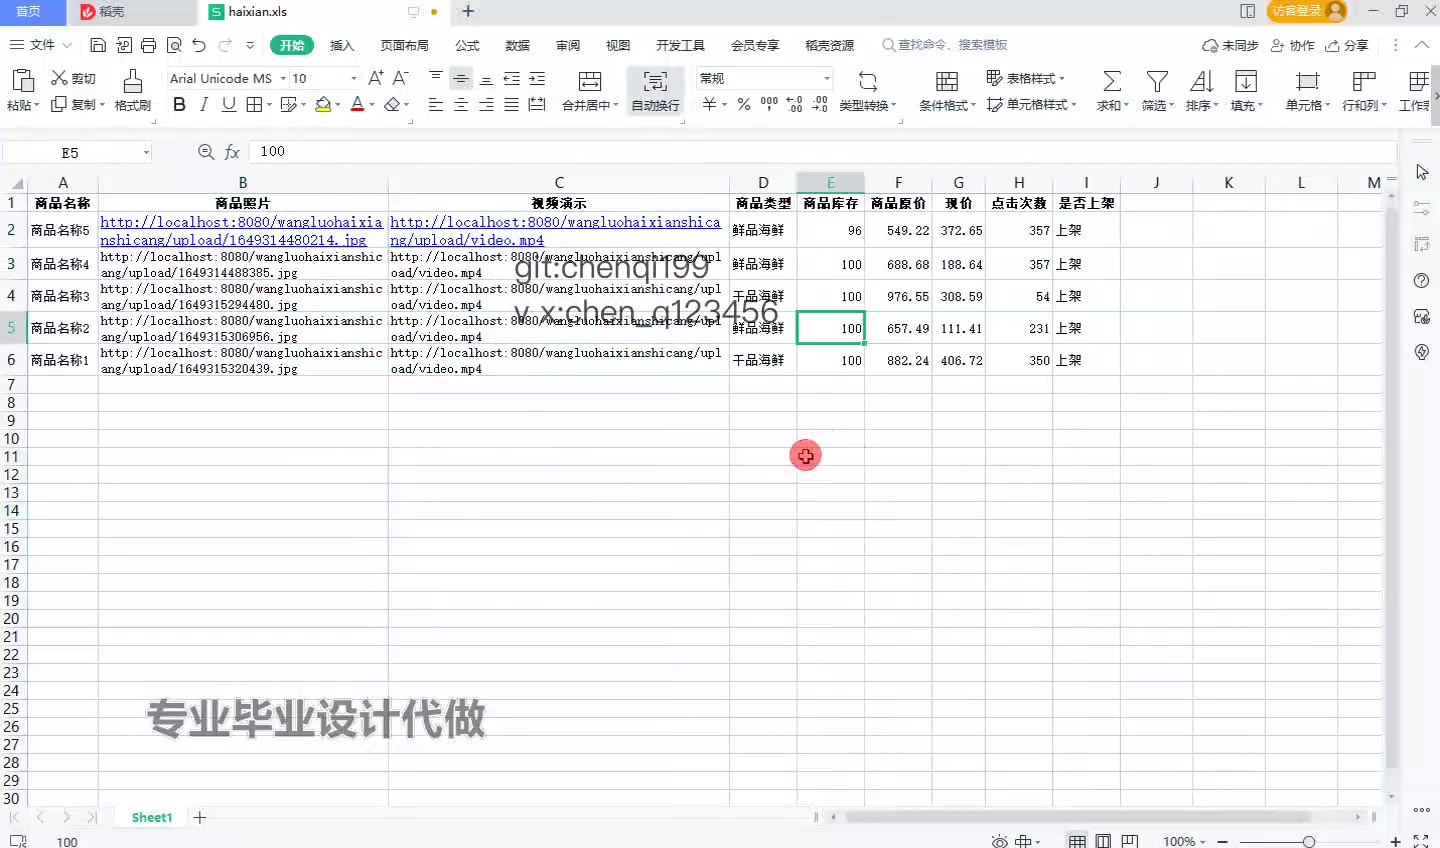 首页 稻壳 haixian.xls 访客登录
文件 开始 插入 页面布局 公式 数据 审阅 视图 开发工具 会员专享 稻壳资源 查找命令、搜索模板 未同步 协作 分享
粘贴 剪切 复制 格式刷 Arial Unicode MS 10 合并居中 自动换行 常规 类型转换 条件格式 表格样式 单元格样式 求和 筛选 排序 填充 单元格 行和列
E5 fx 100
A B C D E F G H I J K L M
1 商品名称 商品照片 视频演示 商品类型 商品库存 商品原价 现价 点击次数 是否上架
2 商品名称5 http://localhost:8080/wangluohaixianshicang/upload/1649314480214.jpg http://localhost:8080/wangluohaixianshicang/upload/video.mp4 鲜品海鲜 96 549.22 372.65 357 上架
3 商品名称4 http://localhost:8080/wangluohaixianshicang/upload/1649314488385.jpg http://localhost:8080/wangluohaixianshicang/upload/video.mp4 鲜品海鲜 100 688.68 188.64 357 上架
git:chenqi199
4 商品名称3 http://localhost:8080/wangluohaixianshicang/upload/1649315294480.jpg http://localhost:8080/wangluohaixianshicang/upload/video.mp4 干品海鲜 100 976.55 308.59 54 上架
v x:chen_q123456
5 商品名称2 http://localhost:8080/wangluohaixianshicang/upload/1649315306956.jpg http://localhost:8080/wangluohaixianshicang/upload/video.mp4 鲜品海鲜 100 657.49 111.41 231 上架
6 商品名称1 http://localhost:8080/wangluohaixianshicang/upload/1649315320439.jpg http://localhost:8080/wangluohaixianshicang/upload/video.mp4 干品海鲜 100 882.24 406.72 350 上架
7
8
9
10
11
12
13
14
15
16
17
18
19
20
21
22
23
24
25
专业毕业设计代做
26
27
28
29
30
Sheet1
100 100%